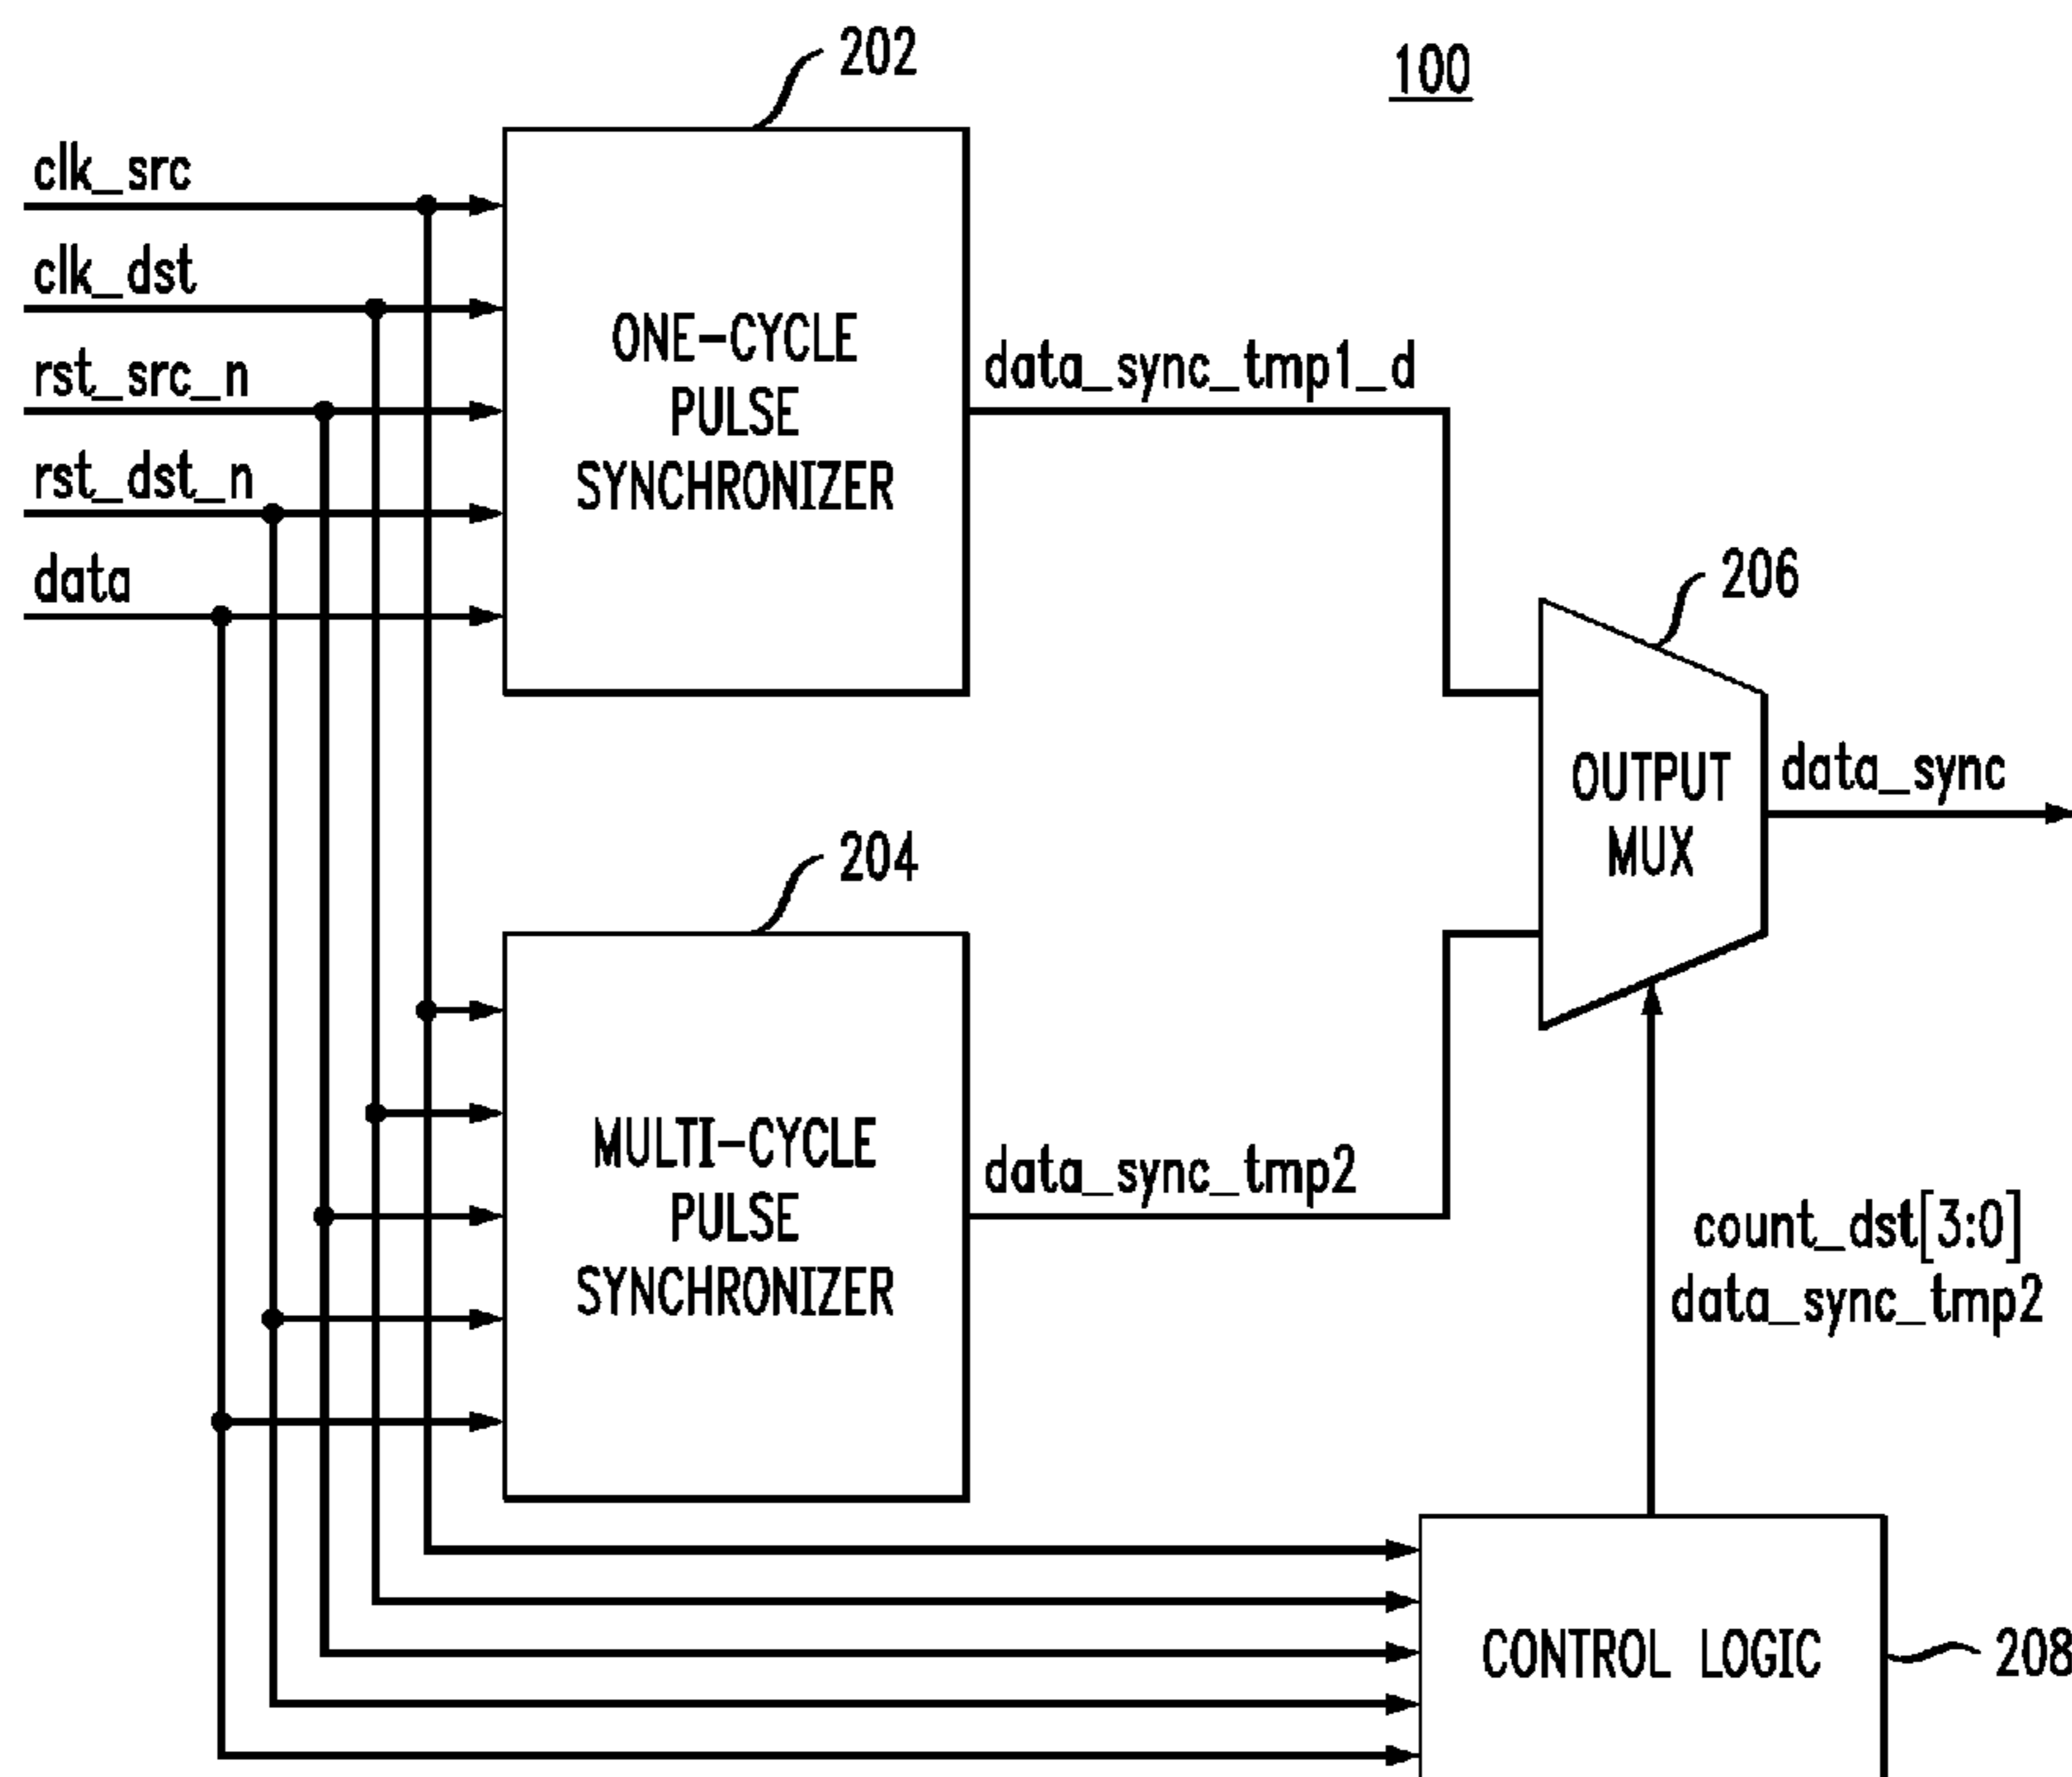 202
100
clk_src
clk_dst
rst_src_n
rst_dst_n
data
ONE-CYCLE
PULSE
SYNCHRONIZER
data_sync_tmp1_d
206
OUTPUT
MUX
data_sync
204
MULTI-CYCLE
PULSE
SYNCHRONIZER
data_sync_tmp2
count_dst[3:0]
data_sync_tmp2
CONTROL LOGIC
208